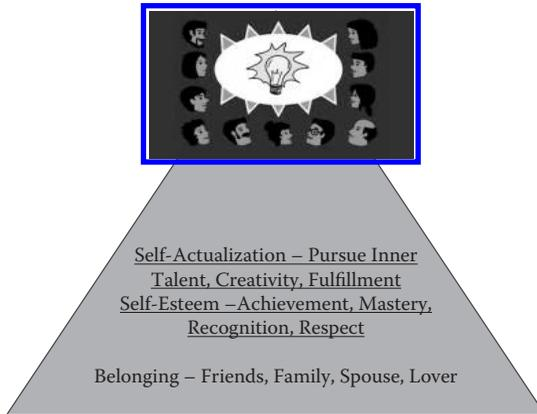 Self-Actualization – Pursue Inner
Talent, Creativity, Fulfillment
Self-Esteem –Achievement, Mastery,
Recognition, Respect
Belonging – Friends, Family, Spouse, Lover